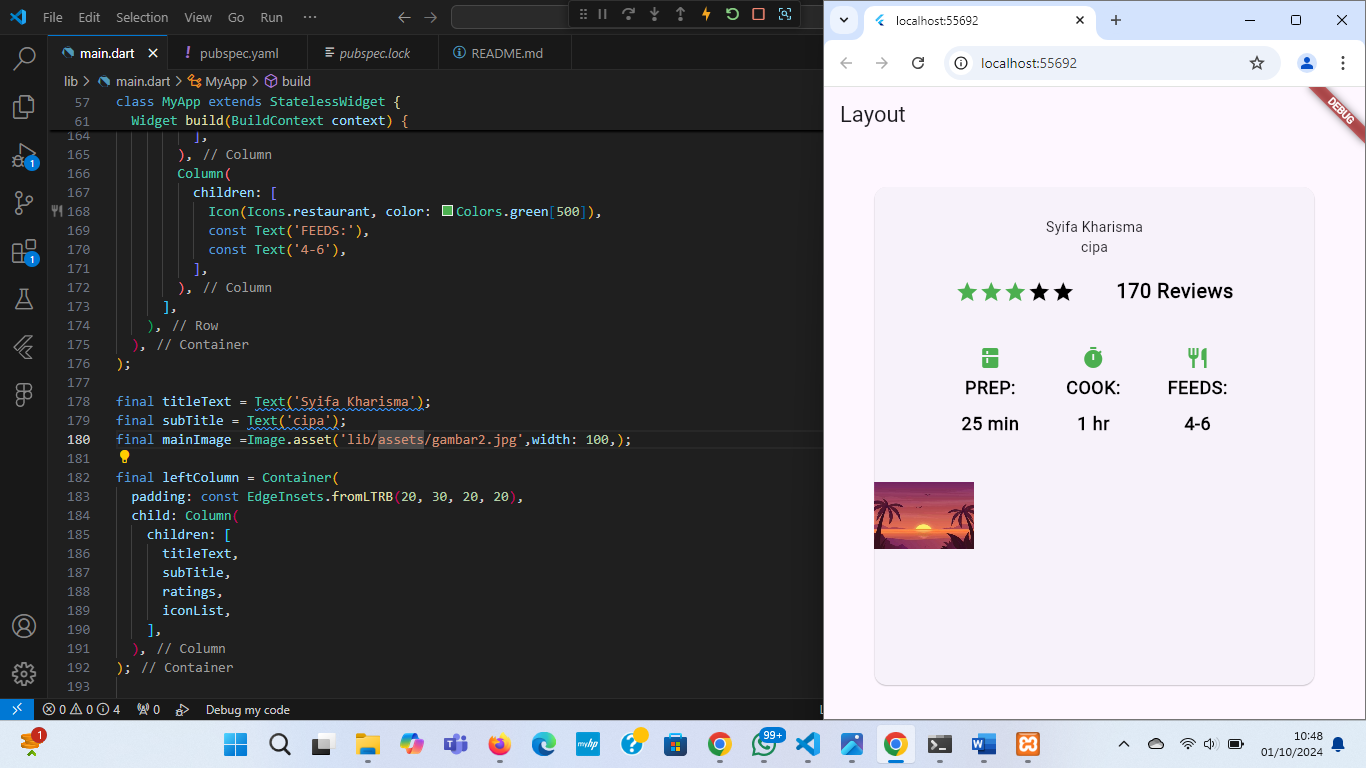 File Edit Selection View Go Run ···
main.dart
pubspec.yaml
pubspec.lock
README.md
lib > main.dart > MyApp > build
57 class MyApp extends StatelessWidget {
61 Widget build(BuildContext context) {
164 ],
165 ), // Column
166 Column(
167 children: [
168 Icon(Icons.restaurant, color: Colors.green[500]),
169 const Text('FEEDS:'),
170 const Text('4-6'),
171 ],
172 ), // Column
173 ],
174 ), // Row
175 ), // Container
176 );
177
178 final titleText = Text('Syifa Kharisma');
179 final subTitle = Text('cipa');
180 final mainImage =Image.asset('lib/assets/gambar2.jpg',width: 100,);
181
182 final leftColumn = Container(
183 padding: const EdgeInsets.fromLTRB(20, 30, 20, 20),
184 child: Column(
185 children: [
186 titleText,
187 subTitle,
188 ratings,
189 iconList,
190 ],
191 ), // Column
192 ); // Container
193
1
1
0 0 4 0 Debug my code
localhost:55692
localhost:55692
Layout
DEBUG
Syifa Kharisma
cipa
170 Reviews
PREP: COOK: FEEDS:
25 min 1 hr 4-6
1
myhp
99+
10:48
01/10/2024